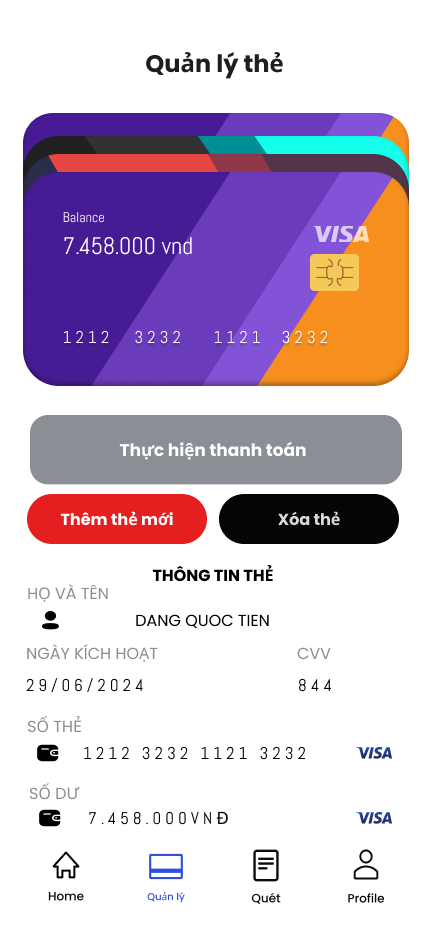 Quản lý thẻ
Balance
7.458.000 vnd
VISA
1212 3232 1121 3232
Thực hiện thanh toán
Thêm thẻ mới
Xóa thẻ
THÔNG TIN THẺ
HỌ VÀ TÊN
DANG QUOC TIEN
NGÀY KÍCH HOẠT
CVV
29/06/2024
844
SỐ THẺ
1212 3232 1121 3232
VISA
SỐ DƯ
7.458.000VNĐ
VISA
Home
Quản lý
Quét
Profile